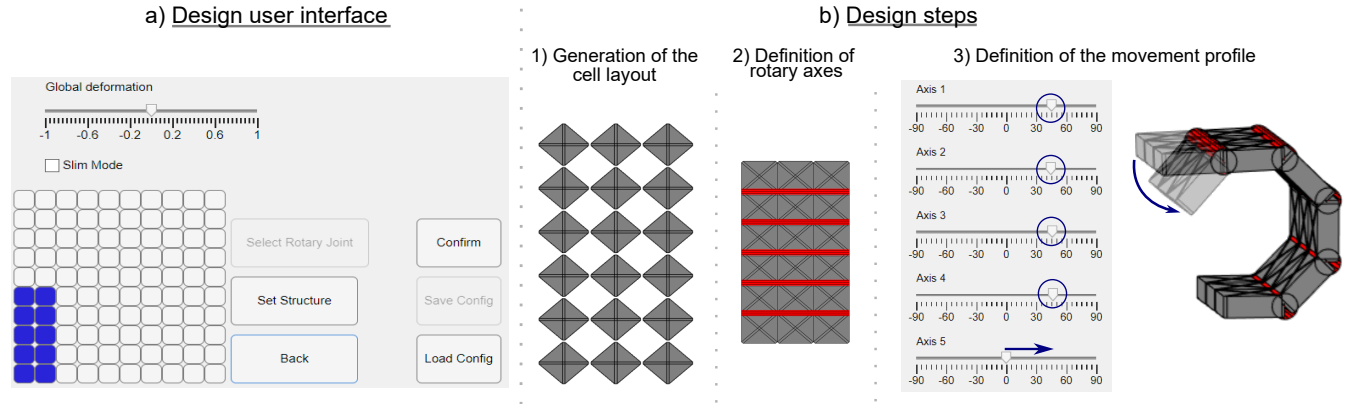 a) Design user interface
b) Design steps
Global deformation
-1 -0.6 -0.2 0.2 0.6 1
Slim Mode
Select Rotary Joint
Confirm
Set Structure
Save Config
Back
Load Config
1) Generation of the
cell layout
2) Definition of
rotary axes
3) Definition of the movement profile
Axis 1
-90 -60 -30 0 30 60 90
Axis 2
-90 -60 -30 0 30 60 90
Axis 3
-90 -60 -30 0 30 60 90
Axis 4
-90 -60 -30 0 30 60 90
Axis 5
-90 -60 -30 0 30 60 90